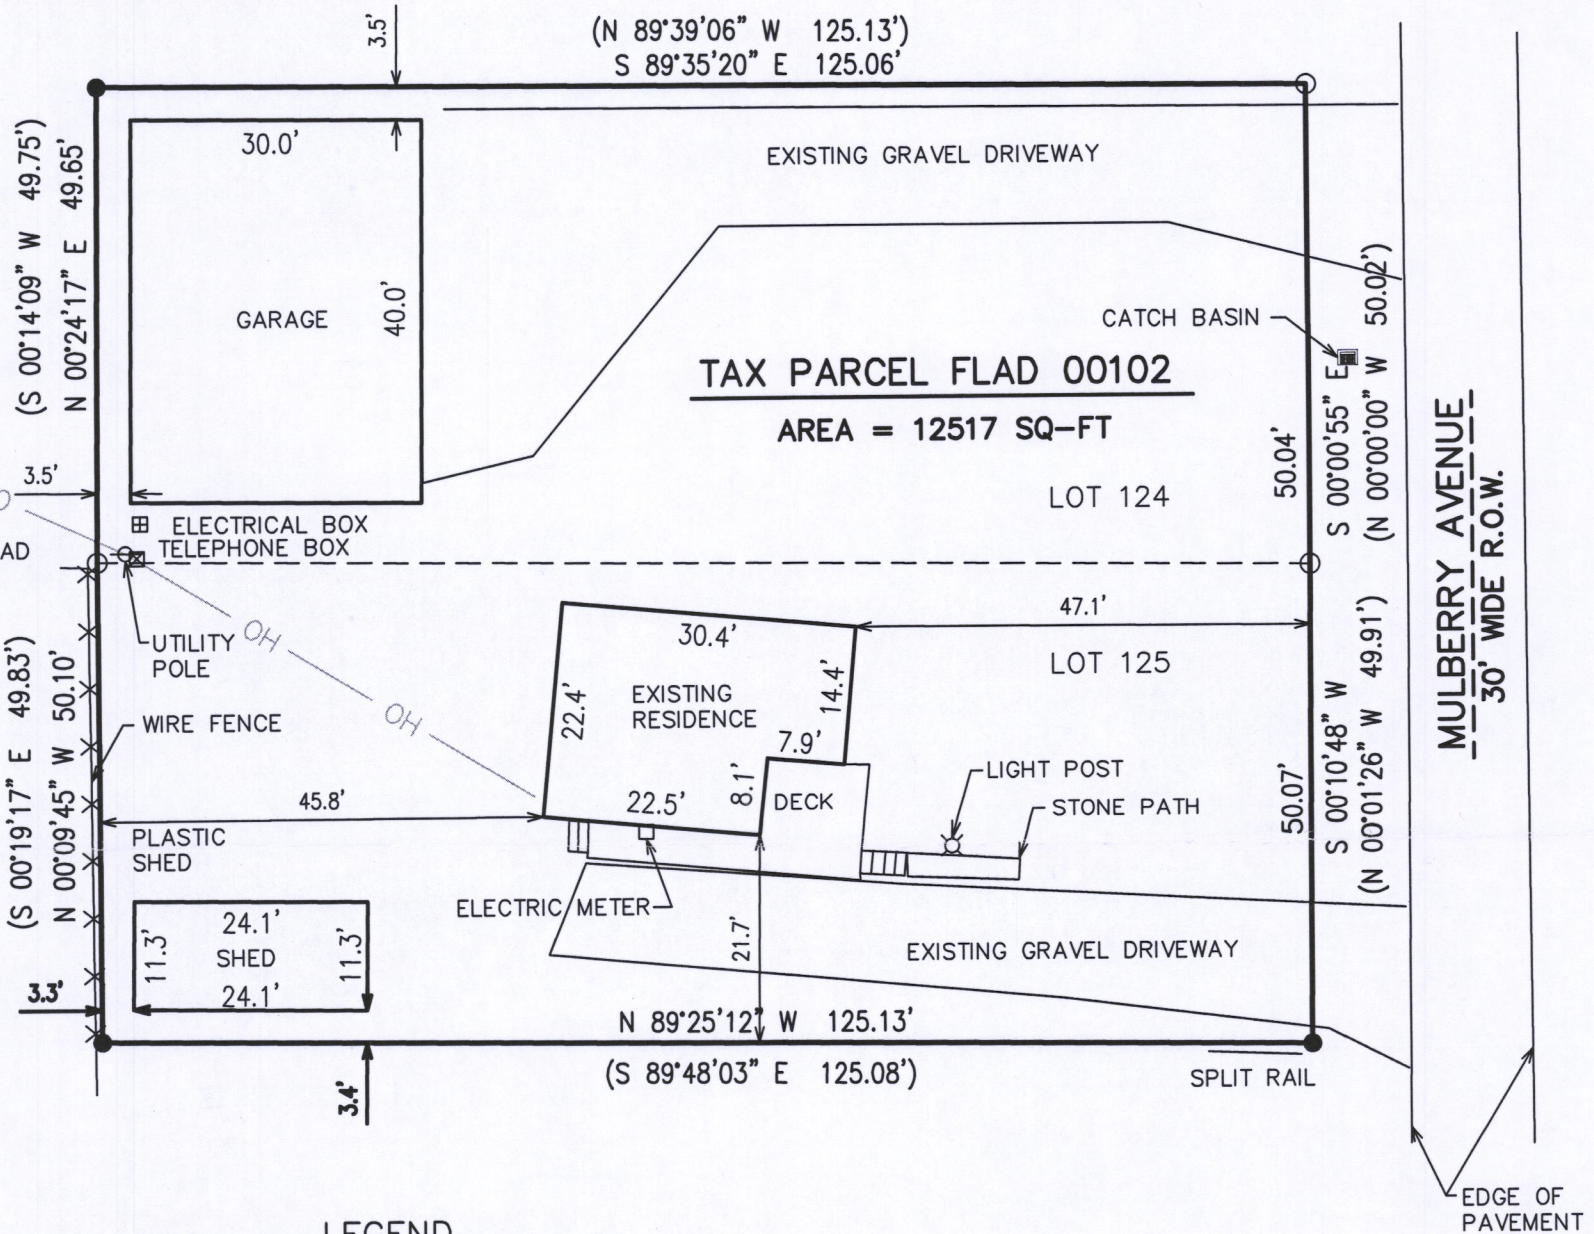 (N 89°39'06" W 125.13')
S 89°35'20" E 125.06'
3.5'
(S 00°14'09" W 49.75')
N 00°24'17" E 49.65'
30.0'
40.0'
GARAGE
EXISTING GRAVEL DRIVEWAY
CATCH BASIN
TAX PARCEL FLAD 00102
AREA = 12517 SQ-FT
LOT 124
50.04'
S 00°00'55" E
(N 00°00'00" W 50.02')
MULBERRY AVENUE
30' WIDE R.O.W.
3.5'
ELECTRICAL BOX
TELEPHONE BOX
AD
UTILITY
POLE
OH
OH
WIRE FENCE
(S 00°19'17" E 49.83')
N 00°09'45" W 50.10'
30.4'
22.4'
EXISTING
RESIDENCE
14.4'
7.9'
8.1'
DECK
22.5'
47.1'
LOT 125
LIGHT POST
STONE PATH
50.07'
S 00°10'48" W
(N 00°01'26" W 49.91')
45.8'
PLASTIC
SHED
ELECTRIC METER
21.7'
EXISTING GRAVEL DRIVEWAY
24.1'
11.3'
SHED
11.3'
24.1'
3.3'
3.4'
N 89°25'12" W 125.13'
(S 89°48'03" E 125.08')
SPLIT RAIL
EDGE OF
PAVEMENT
LEGEND